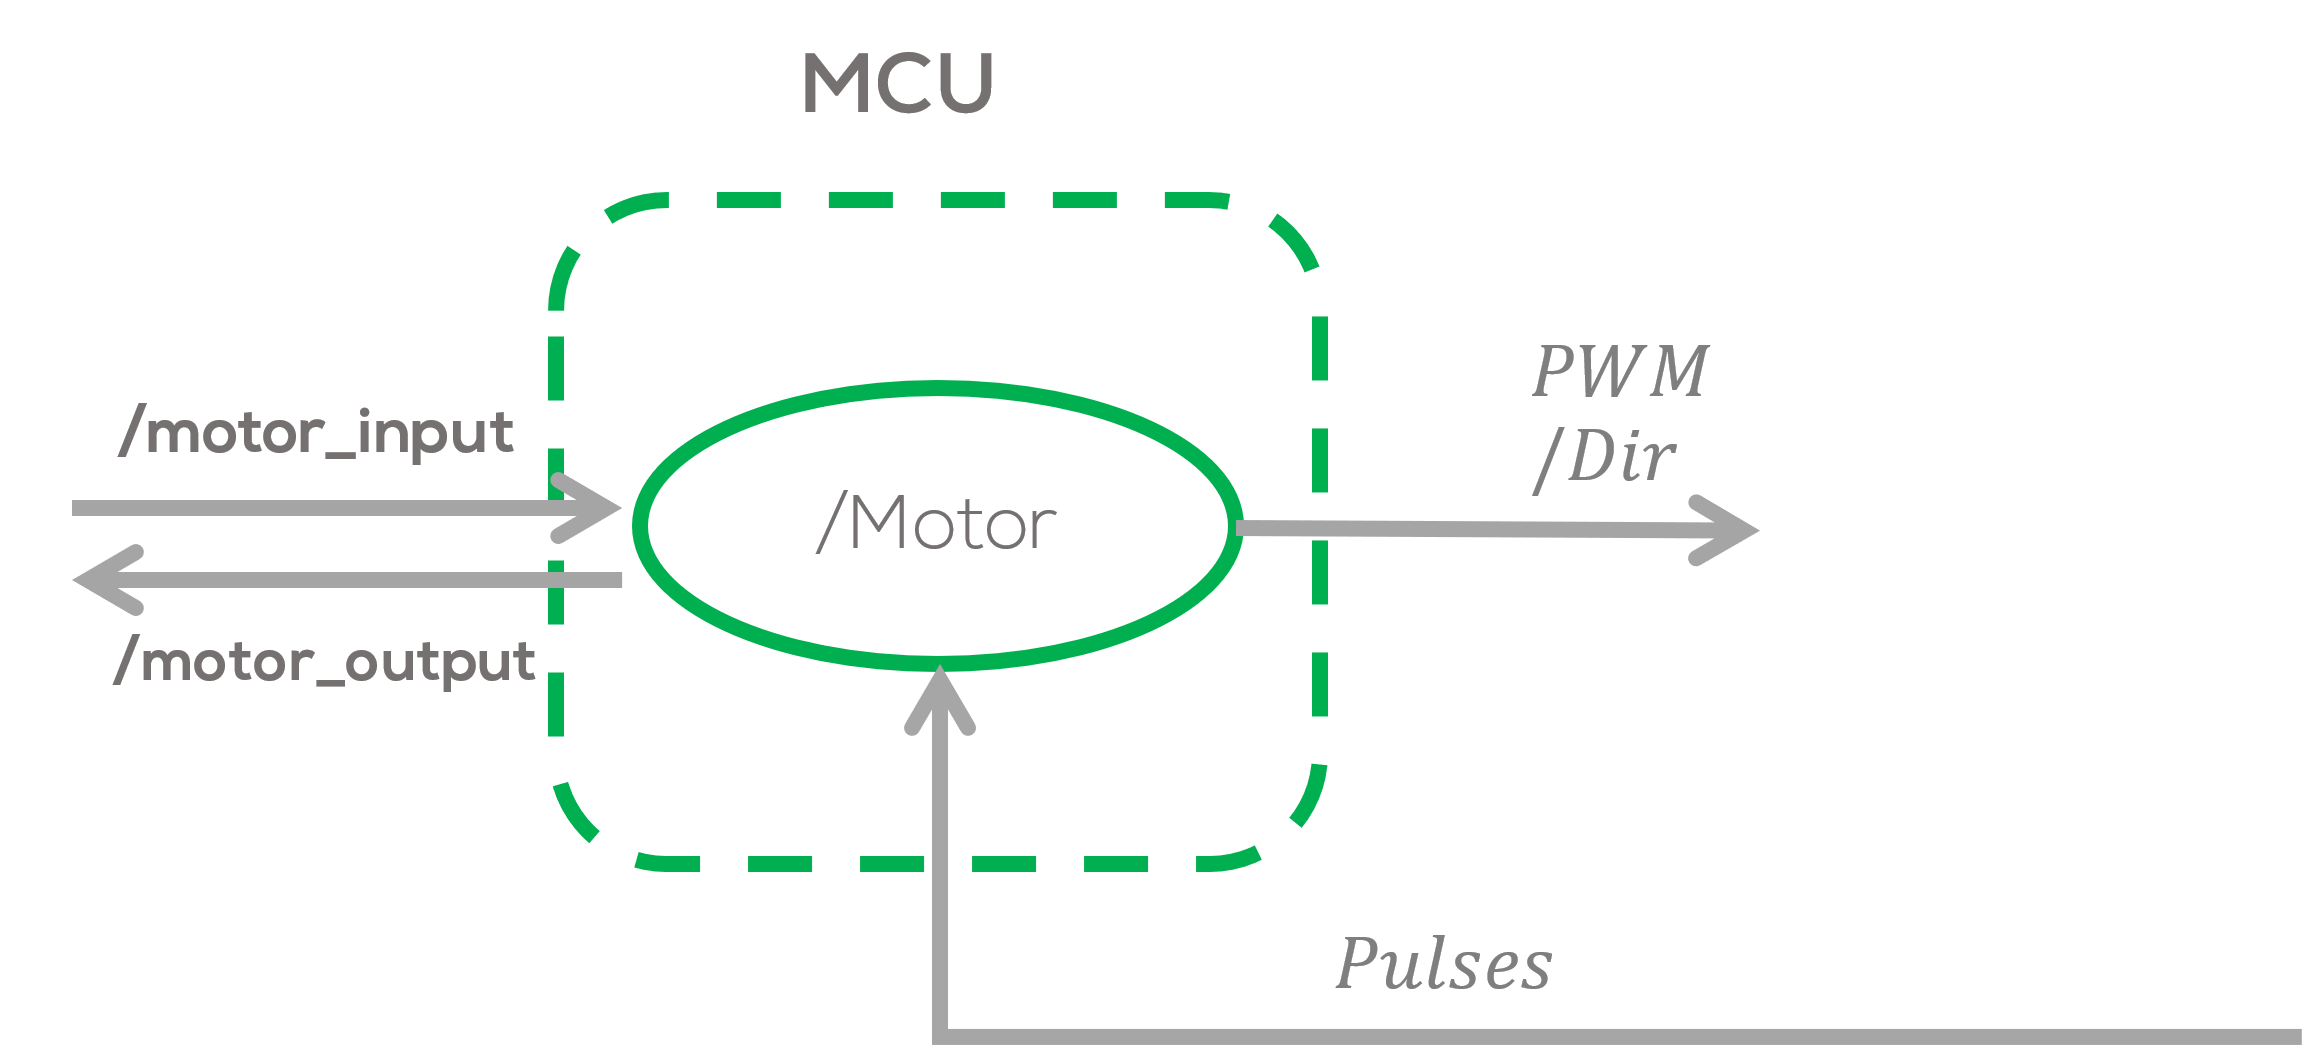 MCU
/motor_input
/motor_output
/Motor
PWM
/Dir
Pulses